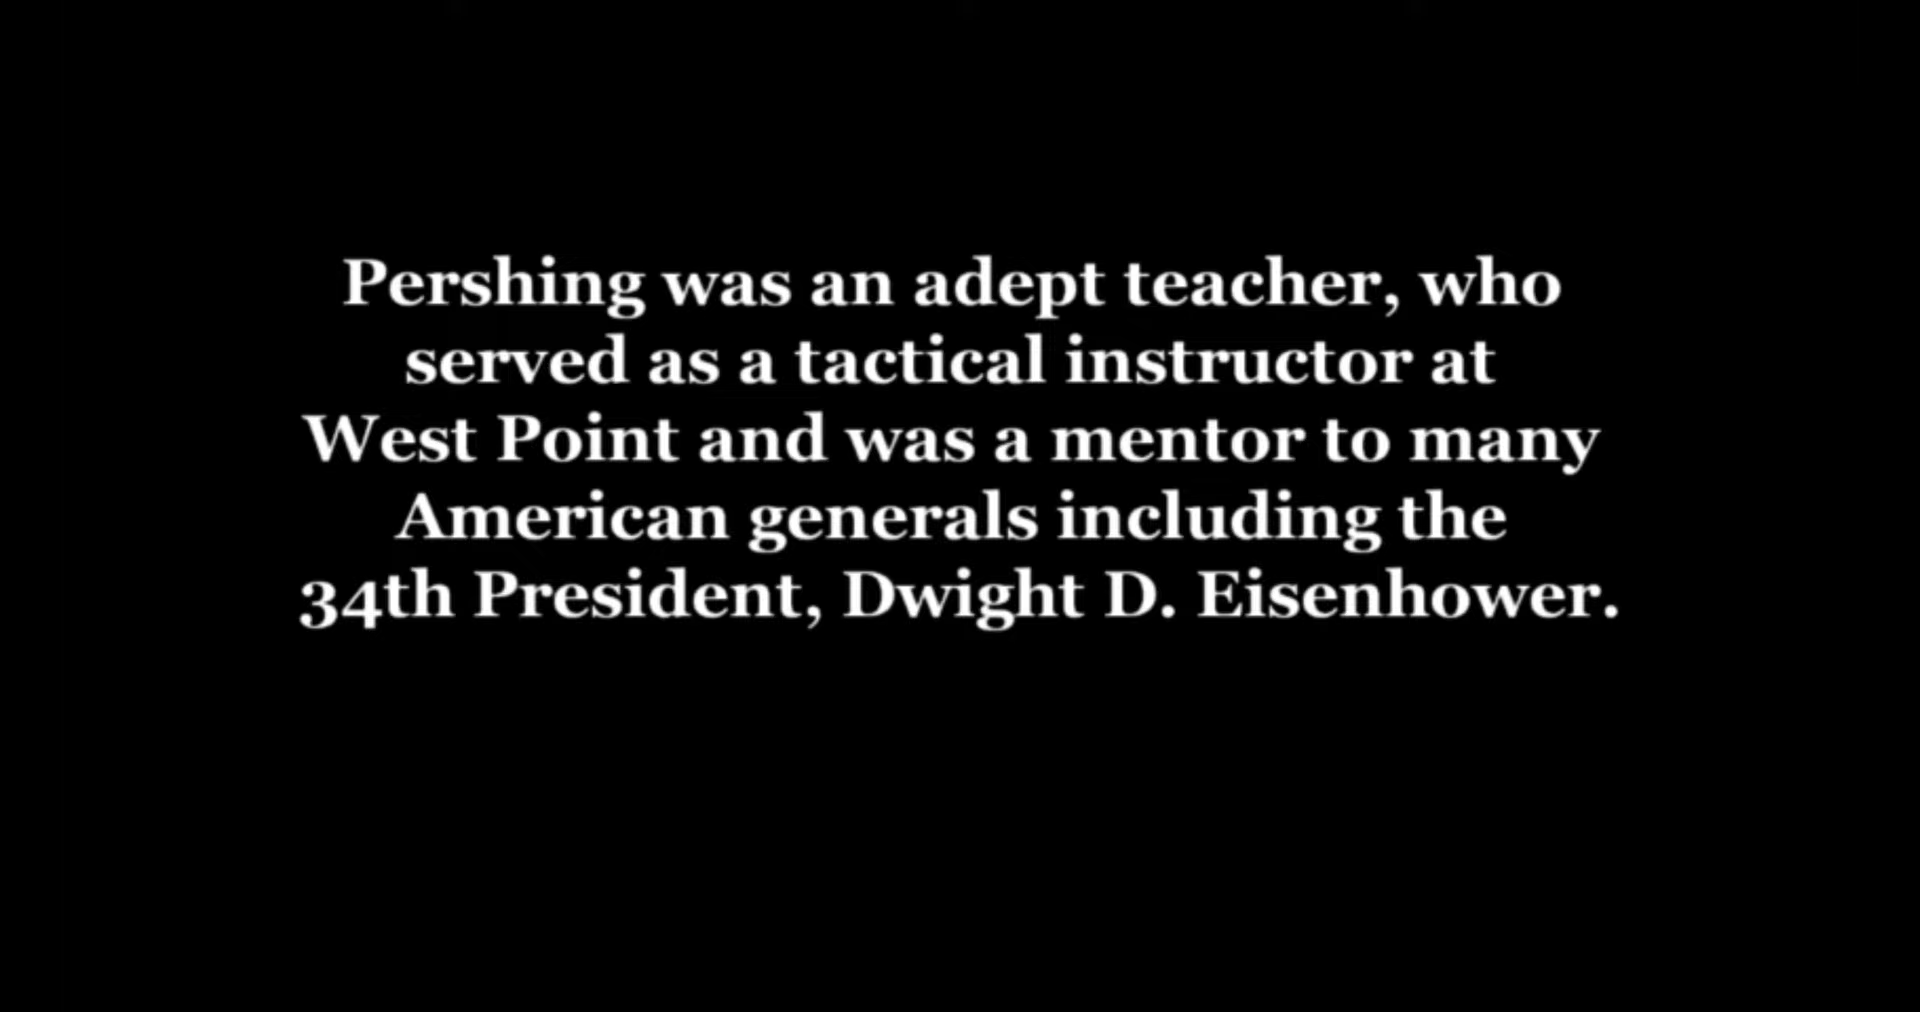 Pershing was an adept teacher, who
served as a tactical instructor at
West Point and was a mentor to many
American generals including the
34th President, Dwight D. Eisenhower.